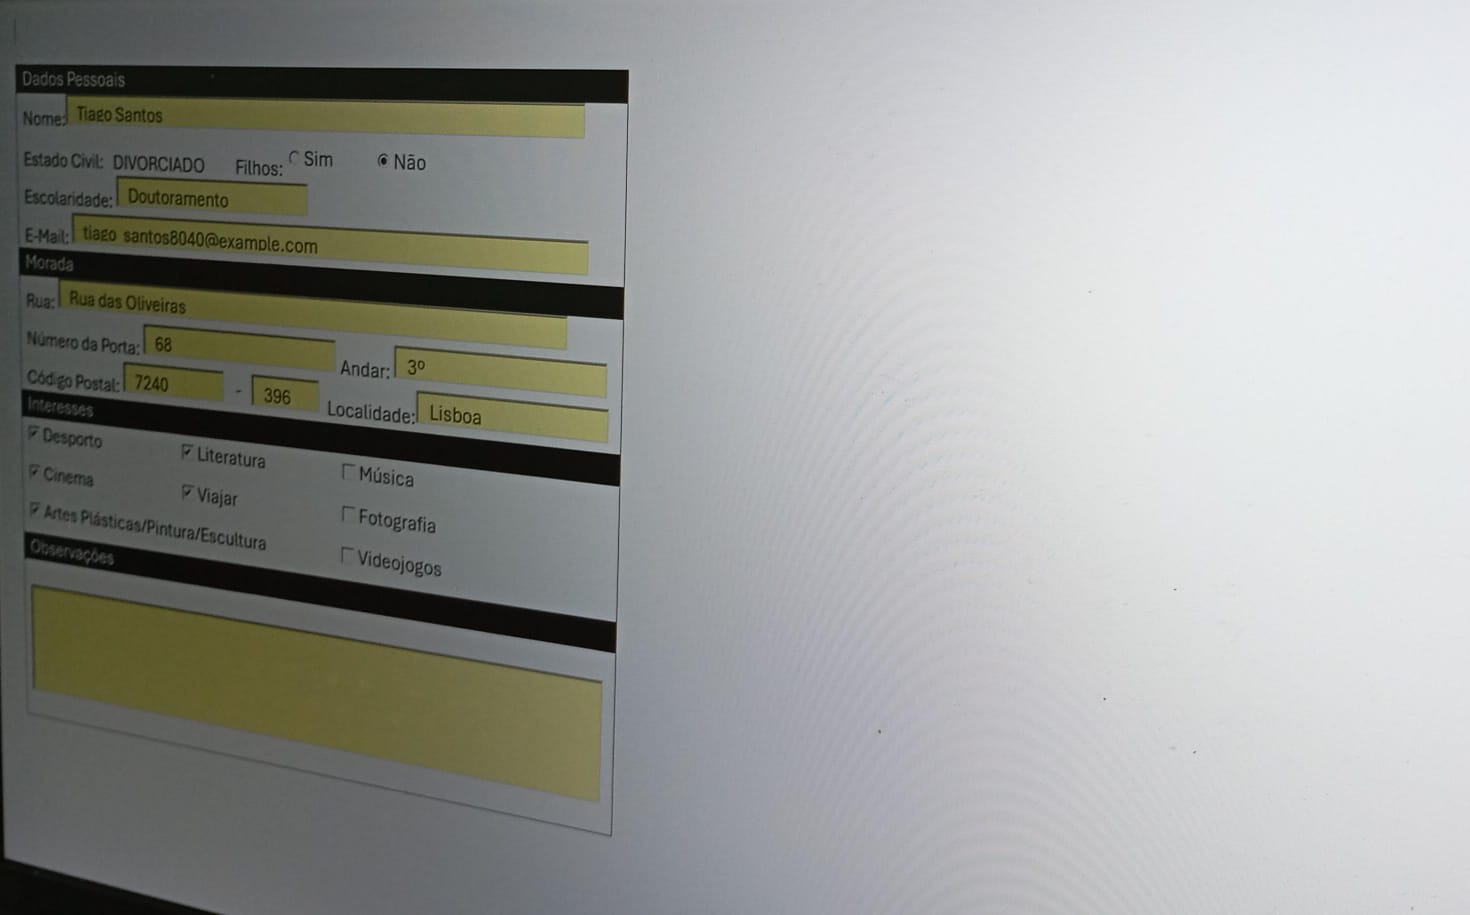 Dados Pessoais
Nome: Tiago Santos
Estado Civil: DIVORCIADO Filhos: Sim Não
Escolaridade: Doutoramento
E-Mail: tiago_santos8040@example.com
Morada
Rua: Rua das Oliveiras
Número da Porta: 68 Andar: 3º
Código Postal: 7240 - 396 Localidade: Lisboa
Interesses
Desporto Literatura Música
Cinema Viajar Fotografia
Artes Plásticas/Pintura/Escultura Videojogos
Observações